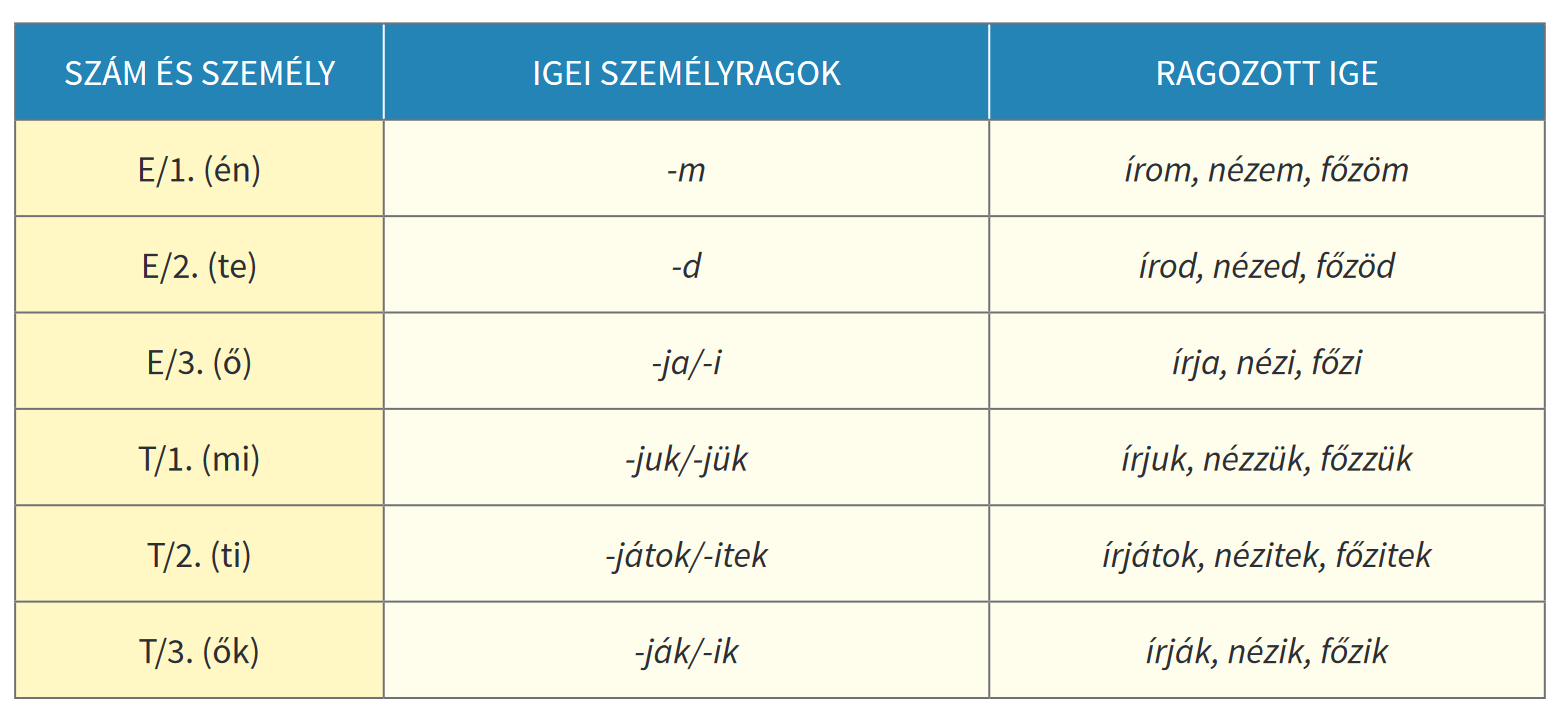 SZÁM ÉS SZEMÉLY IGEI SZEMÉLYRAGOK RAGOZOTT IGE
E/1. (én) -m írom, nézem, főzöm
E/2. (te) -d írod, nézed, főzöd
E/3. (ő) -ja/-i írja, nézi, főzi
T/1. (mi) -juk/-jük írjuk, nézzük, főzzük
T/2. (ti) -játok/-itek írjátok, nézitek, főzitek
T/3. (ők) -ják/-ik írják, nézik, főzik